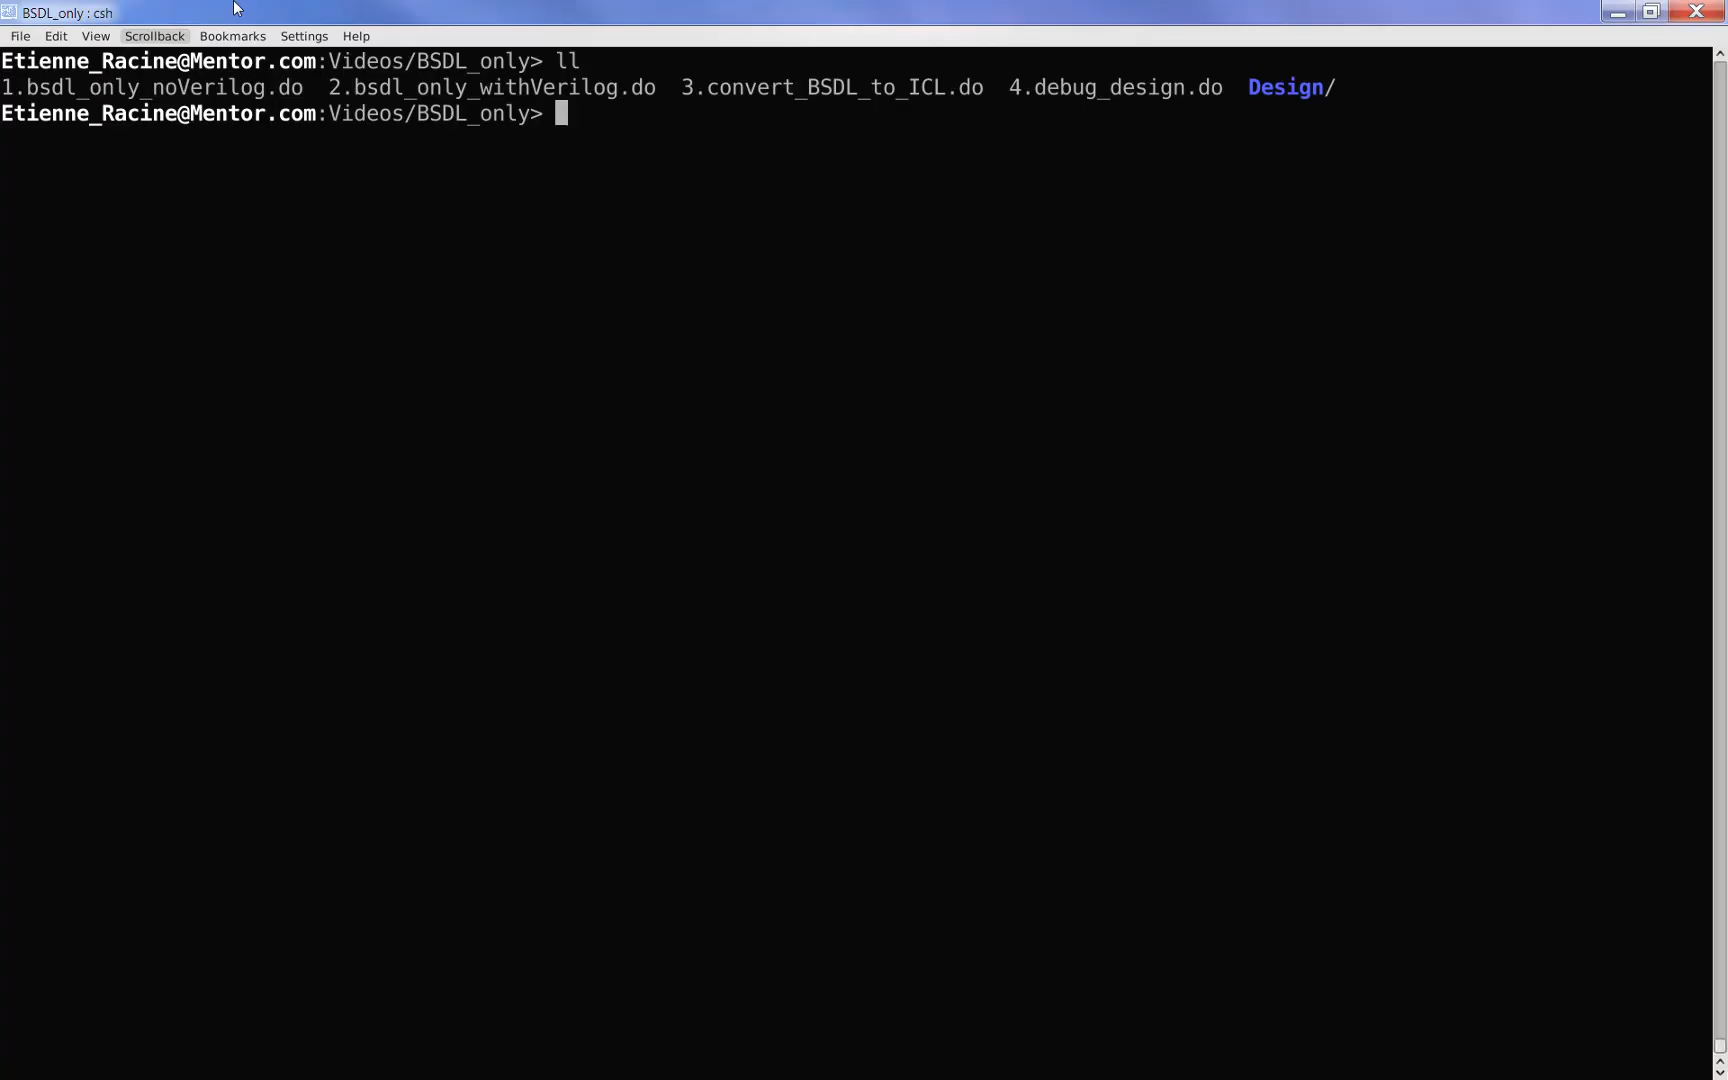 BSDL_only : csh
File Edit View Scrollback Bookmarks Settings Help
Etienne_Racine@Mentor.com:Videos/BSDL_only> ll
1.bsdl_only_noVerilog.do 2.bsdl_only_withVerilog.do 3.convert_BSDL_to_ICL.do 4.debug_design.do Design/
Etienne_Racine@Mentor.com:Videos/BSDL_only>